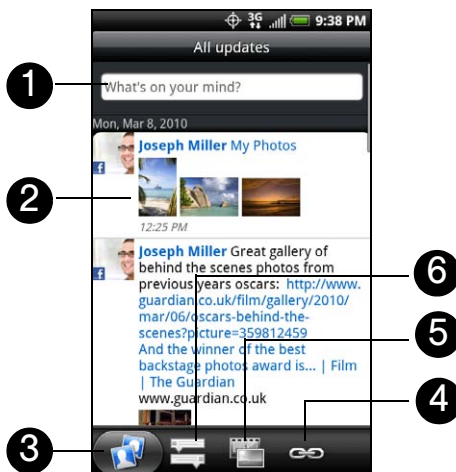 3G 9:38 PM
All updates
1
What's on your mind?
Mon, Mar 8, 2010
Joseph Miller My Photos
2
12:25 PM
Joseph Miller Great gallery of
behind the scenes photos from
previous years oscars: http://www.
guardian.co.uk/film/gallery/2010/
mar/06/oscars-behind-the-
scenes?picture=359812459
And the winner of the best
backstage photos award is... | Film
| The Guardian
www.guardian.co.uk
6
5
4
3